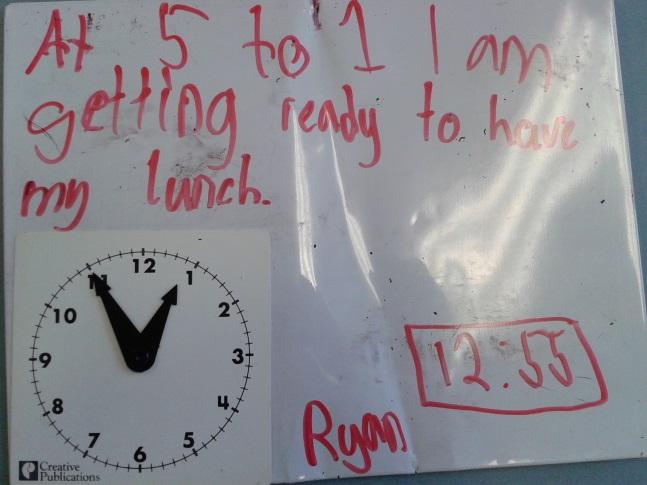 At 5 to 1 I am
getting ready to have
my lunch.
12
1
2
3
4
5
6
7
8
9
10
11
12:55
Ryan
Creative
Publications